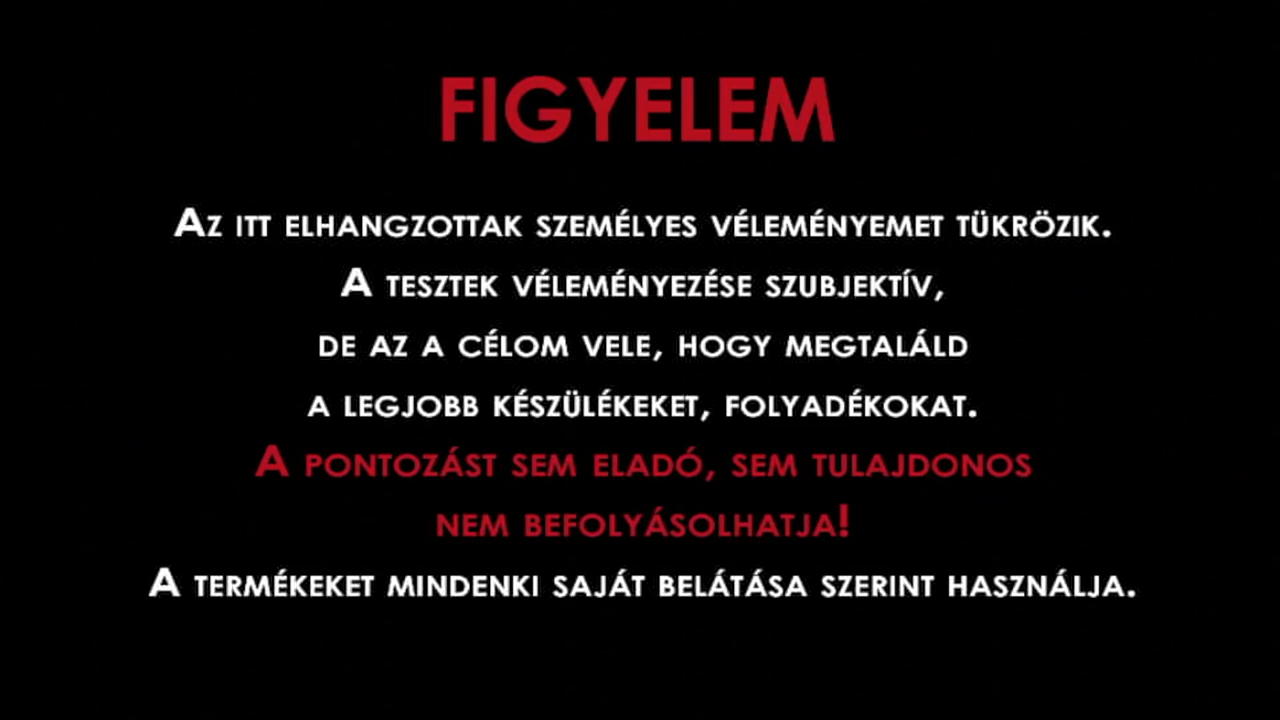 FIGYELEM
Az itt elhangzottak személyes véleményemet tükrözik.
A tesztek véleményezése szubjektív,
de az a célom vele, hogy megtaláld
a legjobb készülékeket, folyadékokat.
A pontozást sem eladó, sem tulajdonos
nem befolyásolhatja!
A termékeket mindenki saját belátása szerint használja.